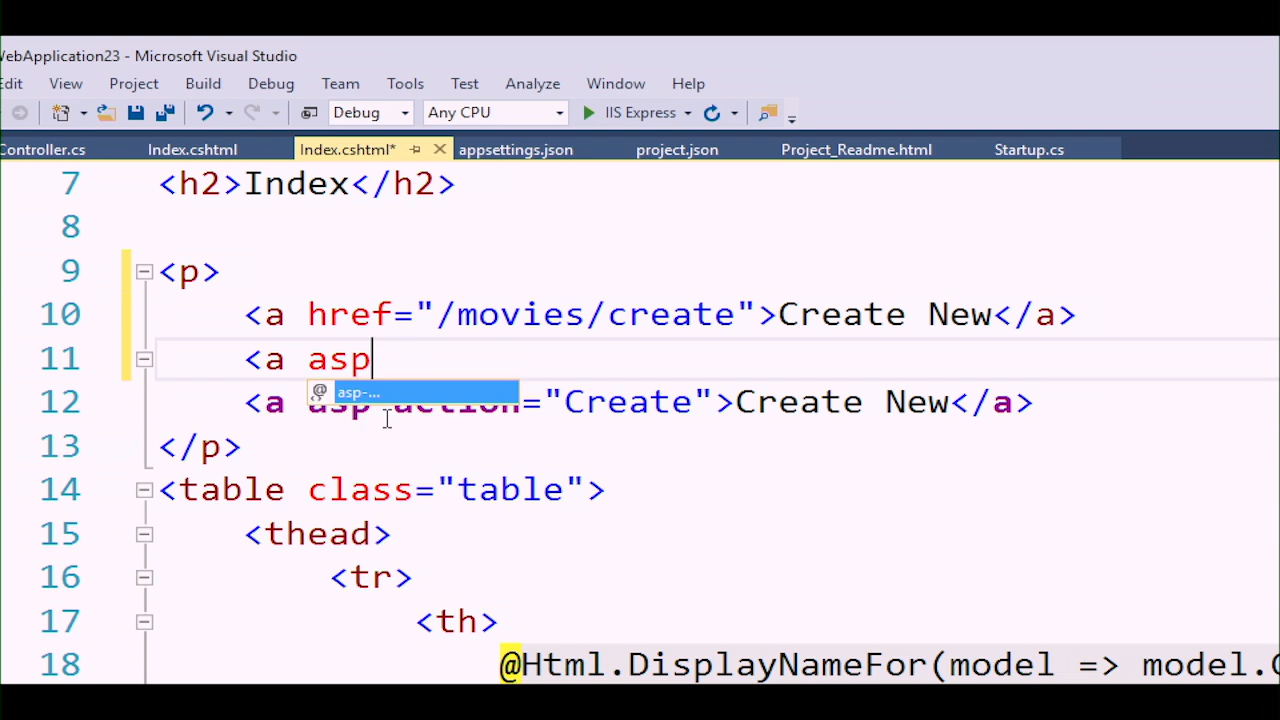 WebApplication23 - Microsoft Visual Studio
Edit View Project Build Debug Team Tools Test Analyze Window Help
Debug Any CPU IIS Express
Controller.cs Index.cshtml Index.cshtml* appsettings.json project.json Project_Readme.html Startup.cs
7 <h2>Index</h2>
8
9 <p>
10 <a href="/movies/create">Create New</a>
11 <a asp
asp-...
12 <a asp-action="Create">Create New</a>
13 </p>
14 <table class="table">
15 <thead>
16 <tr>
17 <th>
18 @Html.DisplayNameFor(model => model.